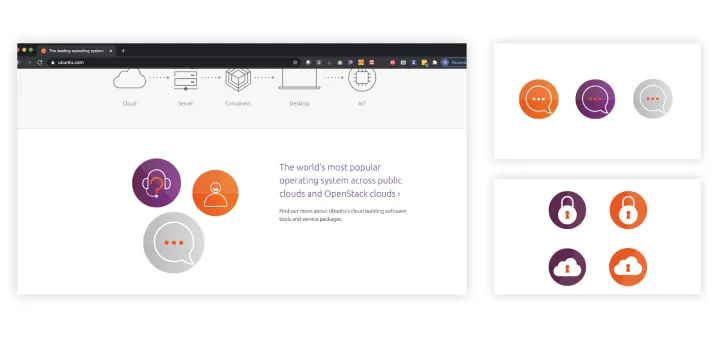 The leading operating system
ubuntu.com
Paused
Cloud
Server
Containers
Desktop
IoT
The world's most popular
operating system across public
clouds and OpenStack clouds ›
Find out more about Ubuntu's cloud building software,
tools and service packages.